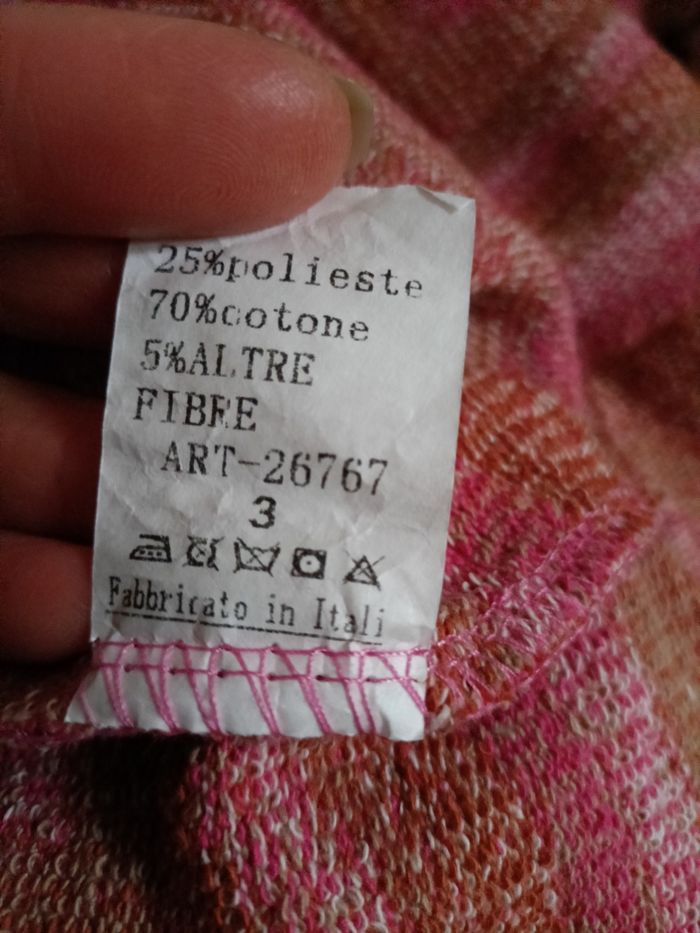 25%polieste
70%cotone
5%ALTRE
FIBRE
ART-26767
3
Fabbricato in Itali